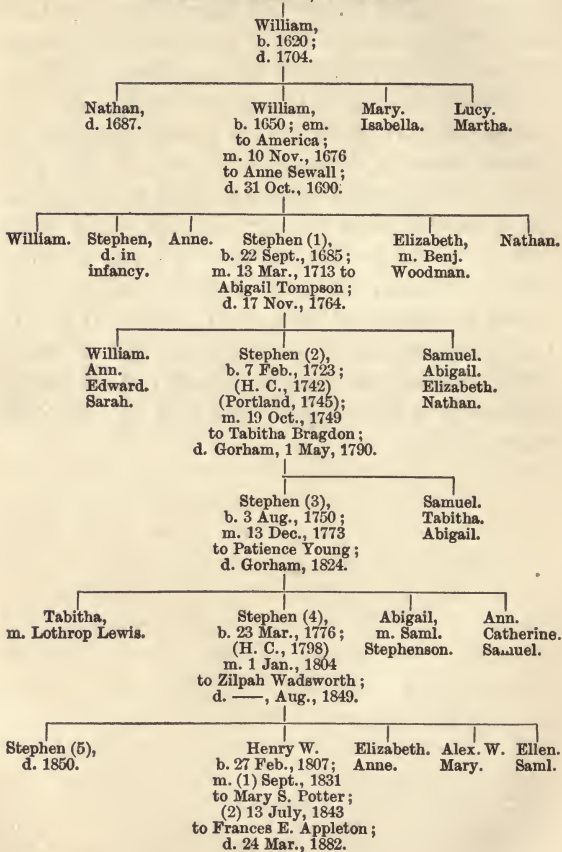 William,
b. 1620;
d. 1704.
Nathan,
d. 1687.
William,
b. 1650; em.
to America;
m. 10 Nov., 1676
to Anne Sewall;
d. 31 Oct., 1690.
Mary.
Isabella.
Lucy.
Martha.
William.
Stephen,
d. in
infancy.
Anne.
Stephen (1),
b. 22 Sept., 1685;
m. 13 Mar., 1713 to
Abigail Tompson;
d. 17 Nov., 1764.
Elizabeth,
m. Benj.
Woodman.
Nathan.
William.
Ann.
Edward.
Sarah.
Stephen (2),
b. 7 Feb., 1723;
(H. C., 1742)
(Portland, 1745);
m. 19 Oct., 1749
to Tabitha Bragdon;
d. Gorham, 1 May, 1790.
Samuel.
Abigail.
Elizabeth.
Nathan.
Stephen (3),
b. 3 Aug., 1750;
m. 13 Dec., 1773
to Patience Young;
d. Gorham, 1824.
Samuel.
Tabitha.
Abigail.
Tabitha,
m. Lothrop Lewis.
Stephen (4),
b. 23 Mar., 1776;
(H. C., 1798)
m. 1 Jan., 1804
to Zilpah Wadsworth;
d. ——, Aug., 1849.
Abigail,
m. Saml.
Stephenson.
Ann.
Catherine.
Samuel.
Stephen (5),
d. 1850.
Henry W.
b. 27 Feb., 1807;
m. (1) Sept., 1831
to Mary S. Potter;
(2) 13 July, 1843
to Frances E. Appleton;
d. 24 Mar., 1882.
Elizabeth.
Anne.
Alex. W.
Mary.
Ellen.
Saml.